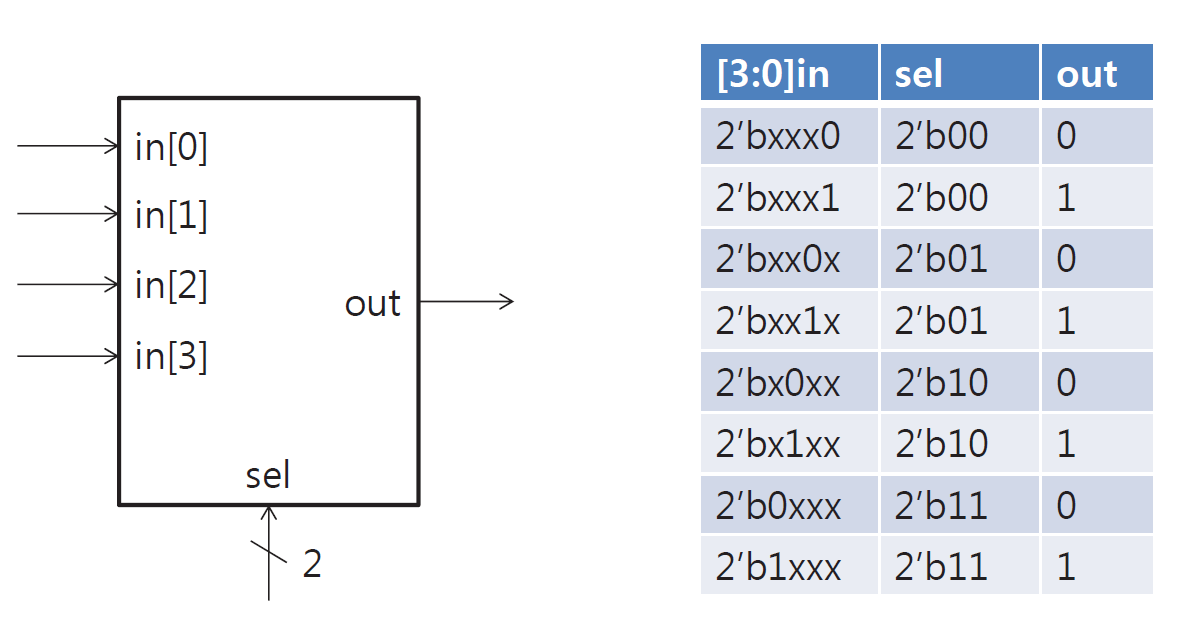 in[0]
in[1]
in[2]
in[3]
out
sel
2
[3:0]in sel out
2'bxxx0 2'b00 0
2'bxxx1 2'b00 1
2'bxx0x 2'b01 0
2'bxx1x 2'b01 1
2'bx0xx 2'b10 0
2'bx1xx 2'b10 1
2'b0xxx 2'b11 0
2'b1xxx 2'b11 1